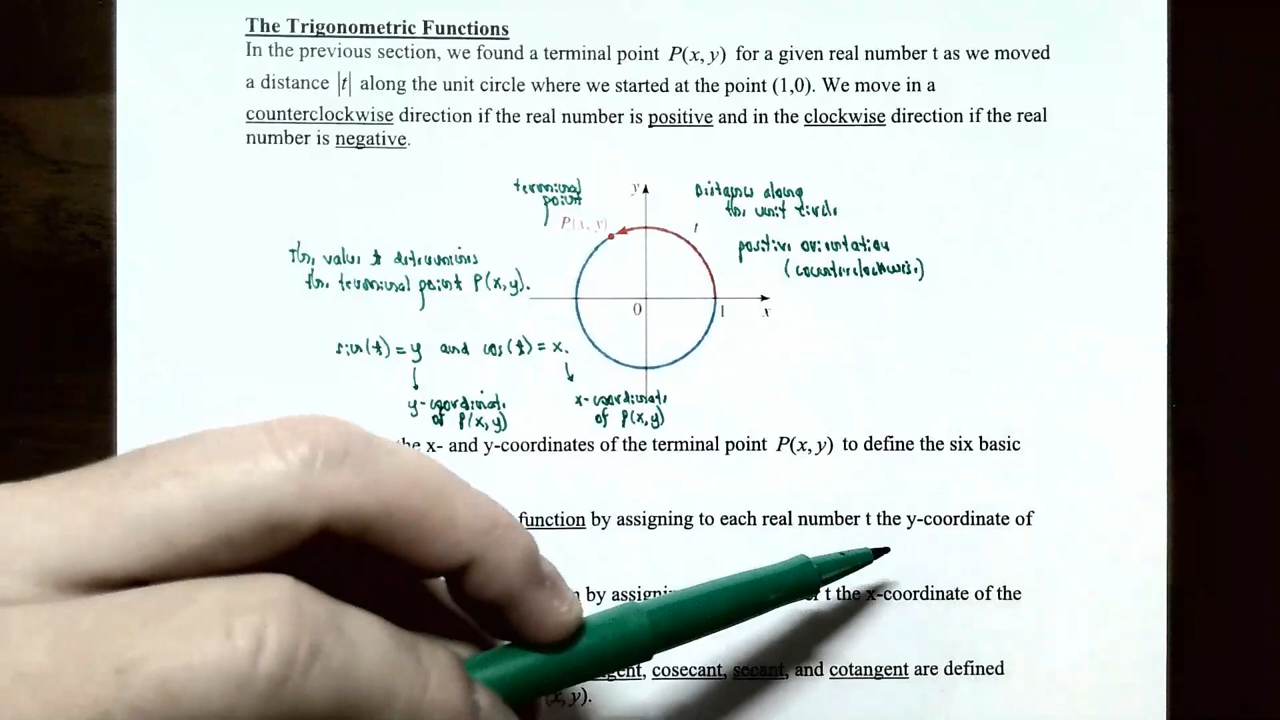 The Trigonometric Functions
In the previous section, we found a terminal point P(x, y) for a given real number t as we moved
a distance |t| along the unit circle where we started at the point (1,0). We move in a
counterclockwise direction if the real number is positive and in the clockwise direction if the real
number is negative.
terminal
point
P(x, y)
y
Distance along
the unit circle
t
positive orientation
(counterclockwise)
The value t determines
the terminal point P(x,y).
0
1
x
sin(t) = y and cos(t) = x.
y-coordinate
of P(x,y)
x-coordinate
of P(x,y)
the x- and y-coordinates of the terminal point P(x, y) to define the six basic
function by assigning to each real number t the y-coordinate of
by t the x-coordinate of the
cosecant, secant, and cotangent are defined
y).